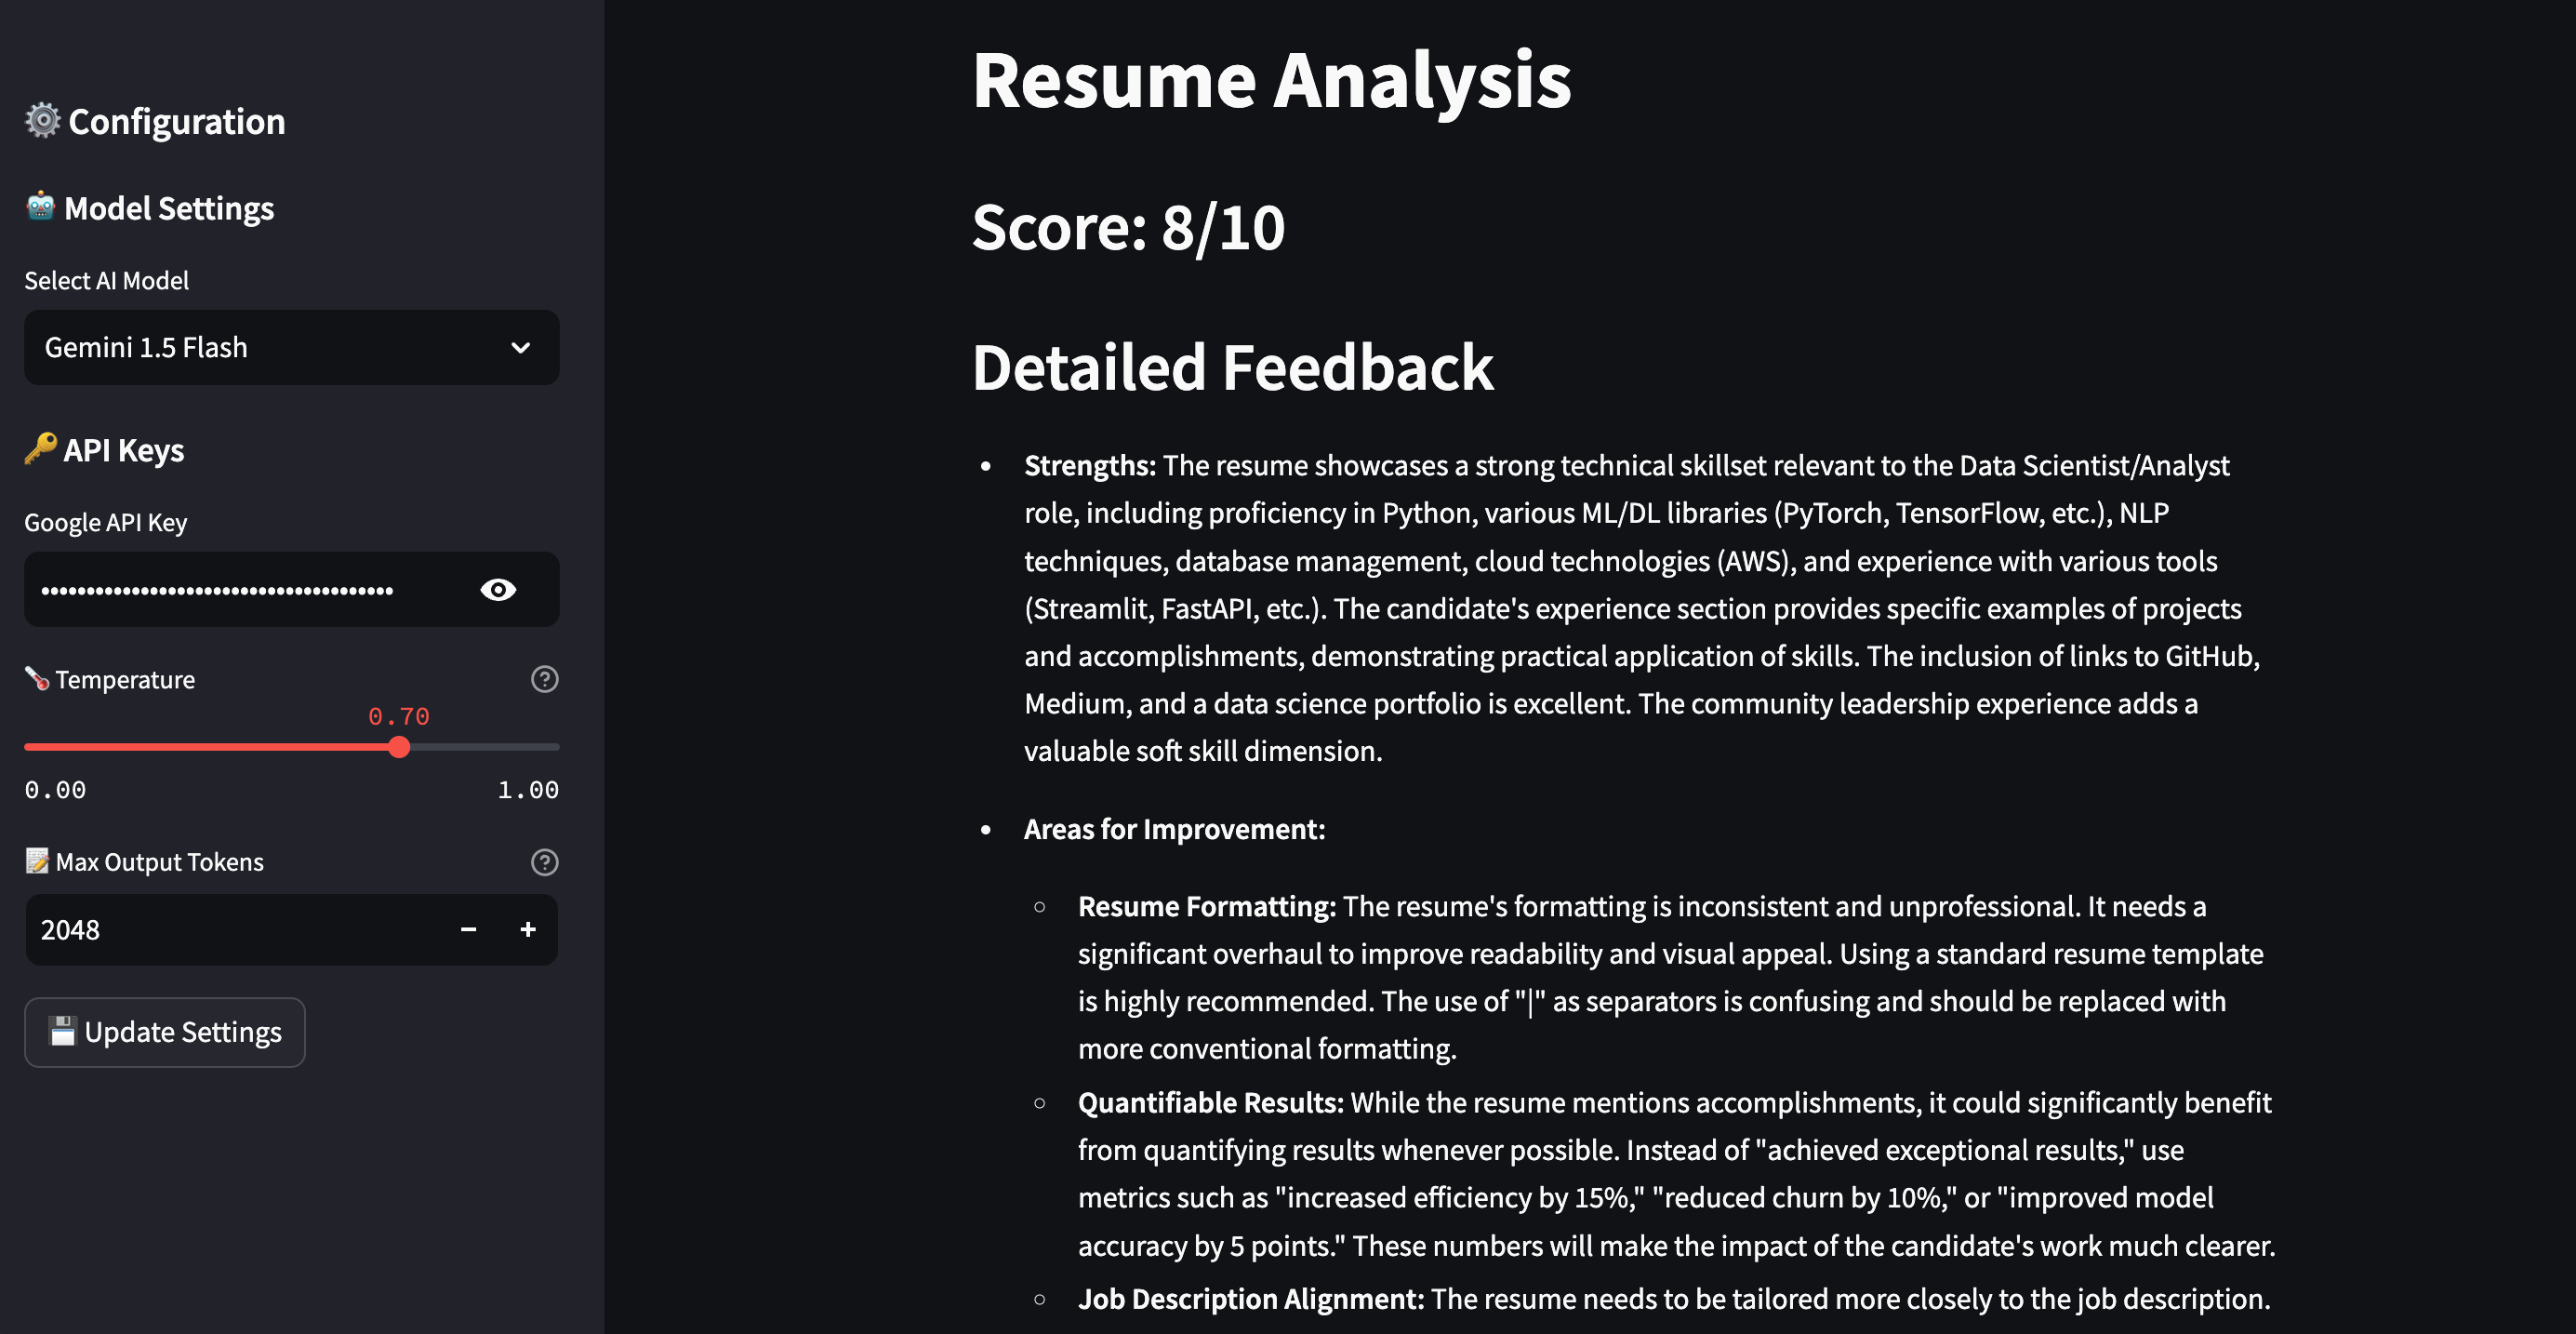 ⚙️ Configuration
🤖 Model Settings
Select AI Model
Gemini 1.5 Flash
🔑 API Keys
Google API Key
••••••••••••••••••••••••••••••••••••••
🌡️ Temperature
0.70
0.00 1.00
📝 Max Output Tokens
2048 − +
💾 Update Settings
Resume Analysis
Score: 8/10
Detailed Feedback
• Strengths: The resume showcases a strong technical skillset relevant to the Data Scientist/Analyst
role, including proficiency in Python, various ML/DL libraries (PyTorch, TensorFlow, etc.), NLP
techniques, database management, cloud technologies (AWS), and experience with various tools
(Streamlit, FastAPI, etc.). The candidate's experience section provides specific examples of projects
and accomplishments, demonstrating practical application of skills. The inclusion of links to GitHub,
Medium, and a data science portfolio is excellent. The community leadership experience adds a
valuable soft skill dimension.
• Areas for Improvement:
○ Resume Formatting: The resume's formatting is inconsistent and unprofessional. It needs a
significant overhaul to improve readability and visual appeal. Using a standard resume template
is highly recommended. The use of "|" as separators is confusing and should be replaced with
more conventional formatting.
○ Quantifiable Results: While the resume mentions accomplishments, it could significantly benefit
from quantifying results whenever possible. Instead of "achieved exceptional results," use
metrics such as "increased efficiency by 15%," "reduced churn by 10%," or "improved model
accuracy by 5 points." These numbers will make the impact of the candidate's work much clearer.
○ Job Description Alignment: The resume needs to be tailored more closely to the job description.